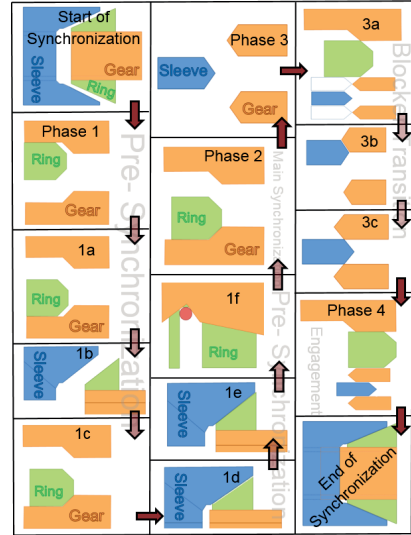 Start of
Synchronization
Sleeve
Gear
Ring
Phase 1
Ring
Gear
1a
Ring
Gear
1b
Sleeve
1c
Ring
Gear
Pre- Synchronization
Phase 3
Sleeve
Gear
Phase 2
Ring
Gear
Main Synchroniz
1f
Ring
1e
Sleeve
1d
Sleeve
Pre-Synchronization
3a
3b
3c
Blocker Transition
Phase 4
Engagement
End of
Synchronization